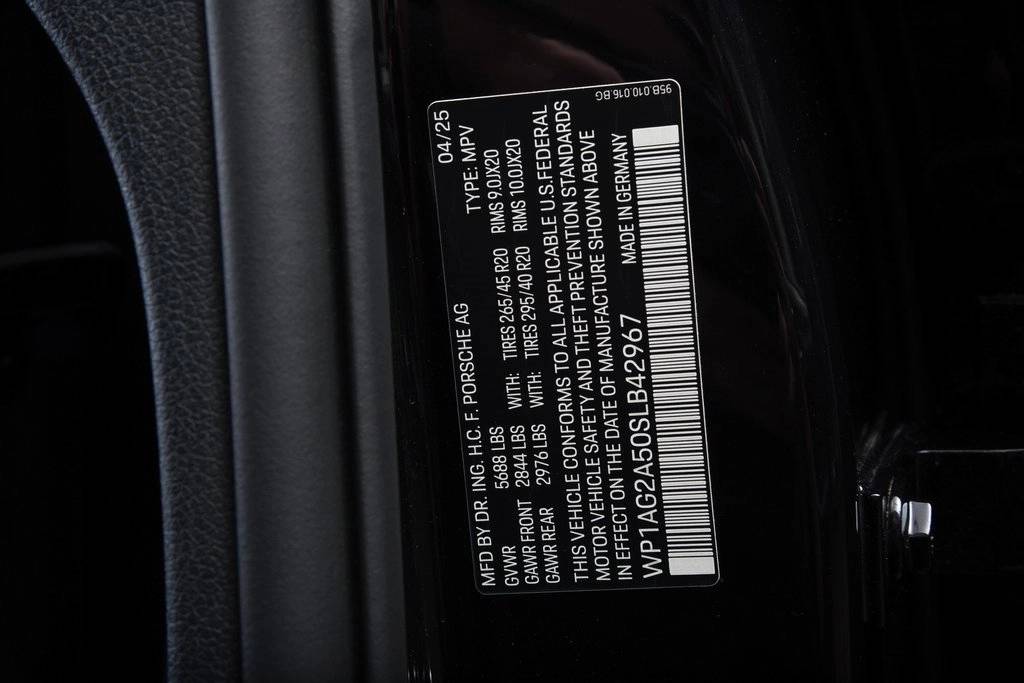 95B.010.016.BG
MFD BY DR. ING. H.C. F. PORSCHE AG 04/25
GVWR 5688 LBS TYPE: MPV
GAWR FRONT 2844 LBS WITH: TIRES 265/45 R20 RIMS 9.0JX20
GAWR REAR 2976 LBS WITH: TIRES 295/40 R20 RIMS 10.0JX20
THIS VEHICLE CONFORMS TO ALL APPLICABLE U.S.FEDERAL
MOTOR VEHICLE SAFETY AND THEFT PREVENTION STANDARDS
IN EFFECT ON THE DATE OF MANUFACTURE SHOWN ABOVE
WP1AG2A50SLB42967 MADE IN GERMANY